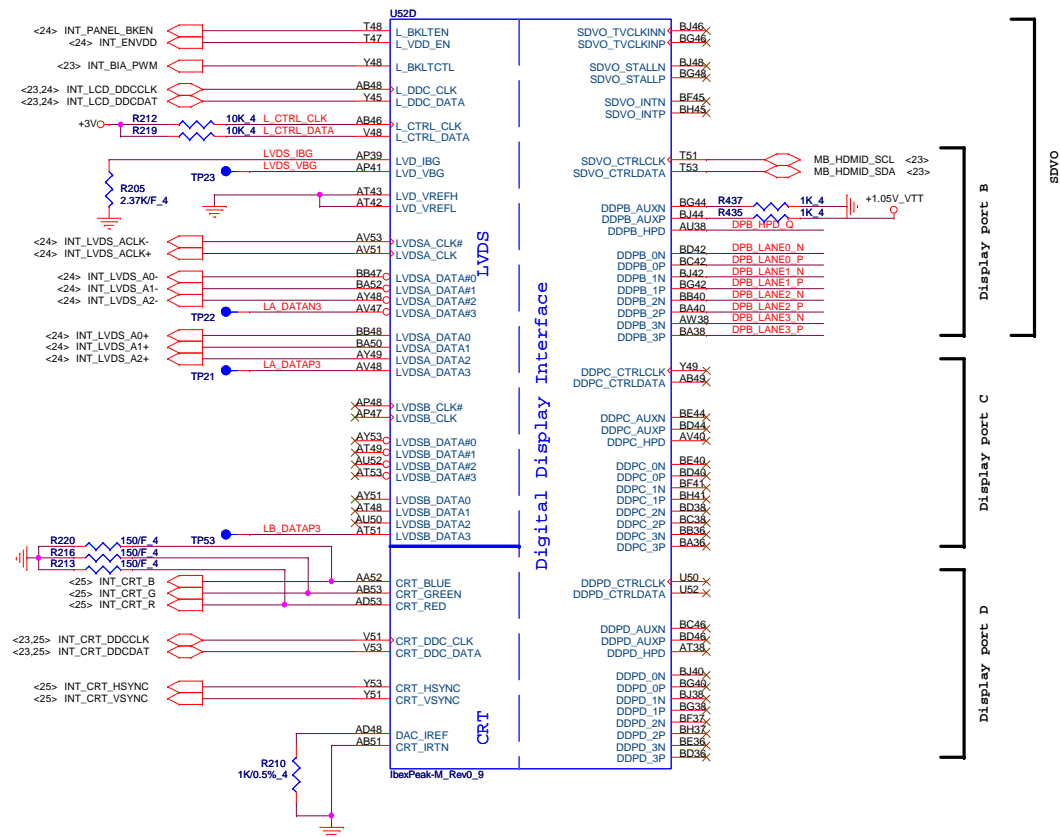 U52D
<24> INT_PANEL_BKEN T48 L_BKLTEN
<24> INT_ENVDD T47 L_VDD_EN
<23> INT_BIA_PWM Y48 L_BKLTCTL
<23,24> INT_LCD_DDCCLK AB48 L_DDC_CLK
<23,24> INT_LCD_DDCDAT Y45 L_DDC_DATA
+3V R212 10K_4 L_CTRL_CLK AB46 L_CTRL_CLK
R219 10K_4 L_CTRL_DATA V48 L_CTRL_DATA
LVDS_IBG AP39 LVD_IBG
TP23 LVDS_VBG AP41 LVD_VBG
R205
2.37K/F_4
AT43 LVD_VREFH
AT42 LVD_VREFL
<24> INT_LVDS_ACLK- AV53 LVDSA_CLK#
<24> INT_LVDS_ACLK+ AV51 LVDSA_CLK
<24> INT_LVDS_A0- BB47 LVDSA_DATA#0
<24> INT_LVDS_A1- BA52 LVDSA_DATA#1
<24> INT_LVDS_A2- AY48 LVDSA_DATA#2
TP22 LA_DATAN3 AV47 LVDSA_DATA#3
<24> INT_LVDS_A0+ BB48 LVDSA_DATA0
<24> INT_LVDS_A1+ BA50 LVDSA_DATA1
<24> INT_LVDS_A2+ AY49 LVDSA_DATA2
TP21 LA_DATAP3 AV48 LVDSA_DATA3
AP48 LVDSB_CLK#
AP47 LVDSB_CLK
AY53 LVDSB_DATA#0
AT49 LVDSB_DATA#1
AU52 LVDSB_DATA#2
AT53 LVDSB_DATA#3
AY51 LVDSB_DATA0
AT48 LVDSB_DATA1
AU50 LVDSB_DATA2
TP53 LB_DATAP3 AT51 LVDSB_DATA3
R220 150/F_4
R216 150/F_4
R213 150/F_4
<25> INT_CRT_B AA52 CRT_BLUE
<25> INT_CRT_G AB53 CRT_GREEN
<25> INT_CRT_R AD53 CRT_RED
<23,25> INT_CRT_DDCCLK V51 CRT_DDC_CLK
<23,25> INT_CRT_DDCDAT V53 CRT_DDC_DATA
<25> INT_CRT_HSYNC Y53 CRT_HSYNC
<25> INT_CRT_VSYNC Y51 CRT_VSYNC
AD48 DAC_IREF
AB51 CRT_IRTN
R210
1K/0.5%_4
IbexPeak-M_Rev0_9
LVDS
CRT
Digital Display Interface
SDVO_TVCLKINN BJ46
SDVO_TVCLKINP BG46
SDVO_STALLN BJ48
SDVO_STALLP BG48
SDVO_INTN BF45
SDVO_INTP BH45
SDVO_CTRLCLK T51 MB_HDMID_SCL <23>
SDVO_CTRLDATA T53 MB_HDMID_SDA <23>
DDPB_AUXN BG44 R437 1K_4
DDPB_AUXP BJ44 R435 1K_4 +1.05V_VTT
DDPB_HPD AU38 DPB_HPD_Q
DDPB_0N BD42 DPB_LANE0_N
DDPB_0P BC42 DPB_LANE0_P
DDPB_1N BJ42 DPB_LANE1_N
DDPB_1P BG42 DPB_LANE1_P
DDPB_2N BB40 DPB_LANE2_N
DDPB_2P BA40 DPB_LANE2_P
DDPB_3N AW38 DPB_LANE3_N
DDPB_3P BA38 DPB_LANE3_P
DDPC_CTRLCLK Y49
DDPC_CTRLDATA AB49
DDPC_AUXN BE44
DDPC_AUXP BD44
DDPC_HPD AV40
DDPC_0N BE40
DDPC_0P BD40
DDPC_1N BF41
DDPC_1P BH41
DDPC_2N BD38
DDPC_2P BC38
DDPC_3N BB36
DDPC_3P BA36
DDPD_CTRLCLK U50
DDPD_CTRLDATA U52
DDPD_AUXN BC46
DDPD_AUXP BD46
DDPD_HPD AT38
DDPD_0N BJ40
DDPD_0P BG40
DDPD_1N BJ38
DDPD_1P BG38
DDPD_2N BF37
DDPD_2P BH37
DDPD_3N BE36
DDPD_3P BD36
SDVO
Display port B
Display port C
Display port D